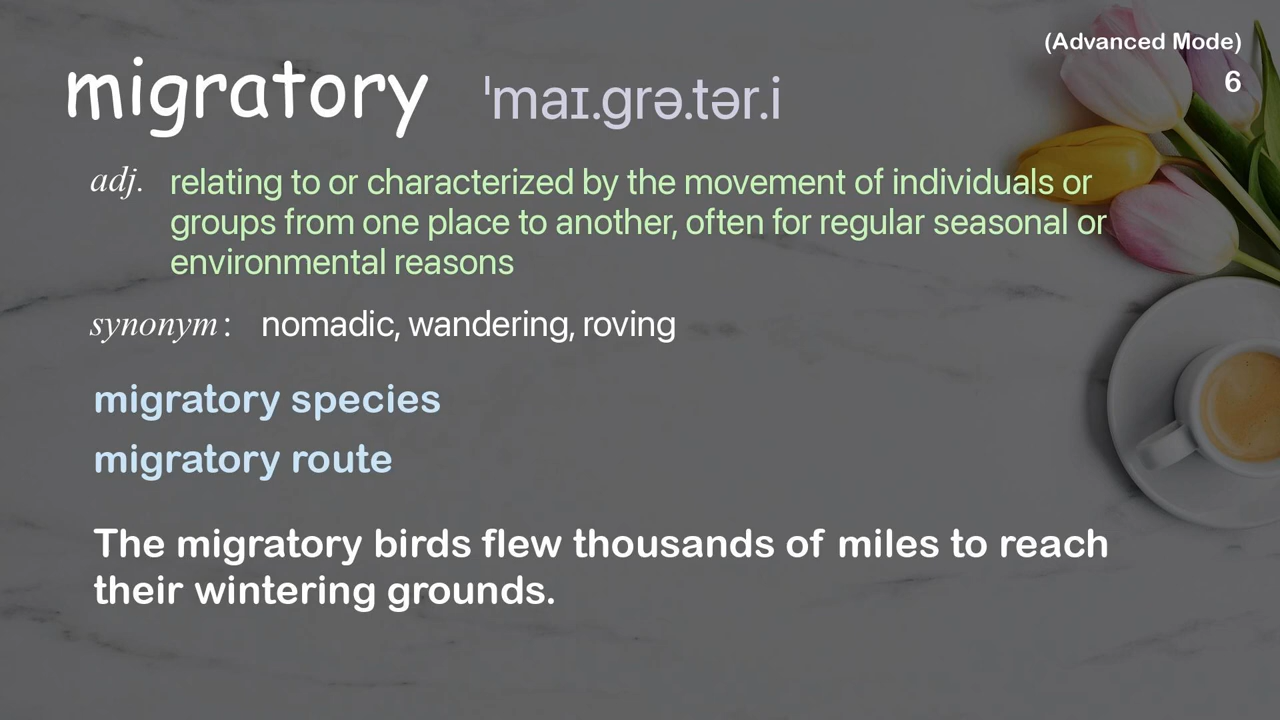 (Advanced Mode)
migratory ˈmaɪ.grə.tər.i
6
adj. relating to or characterized by the movement of individuals or
groups from one place to another, often for regular seasonal or
environmental reasons
synonym: nomadic, wandering, roving
migratory species
migratory route
The migratory birds flew thousands of miles to reach
their wintering grounds.